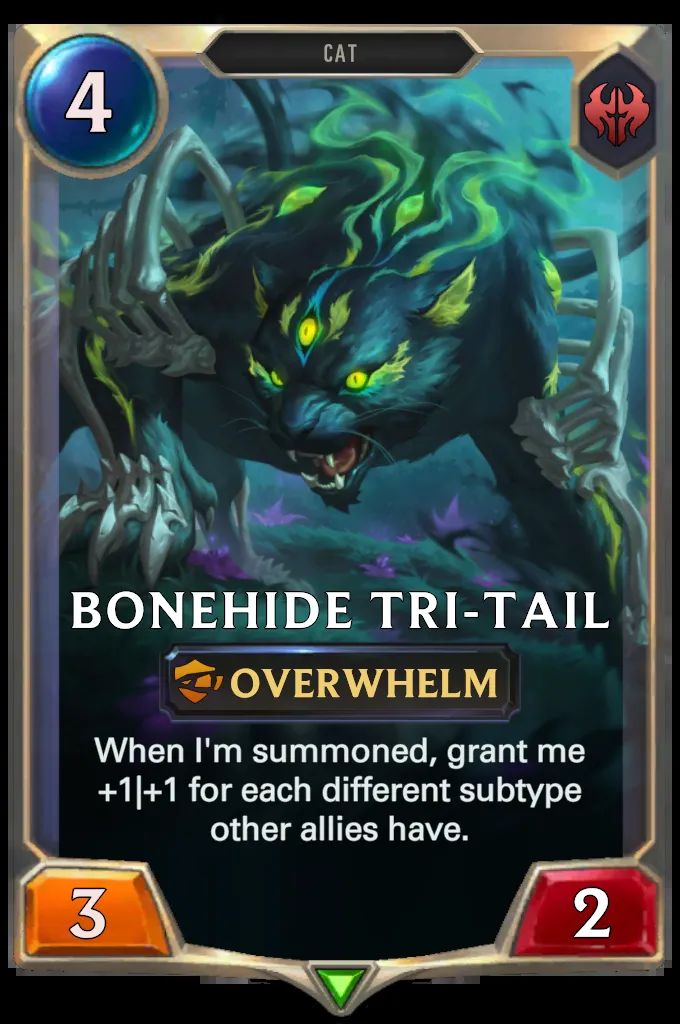 CAT
4
BONEHIDE TRI-TAIL
OVERWHELM
When I'm summoned, grant me
+1|+1 for each different subtype
other allies have.
3
2